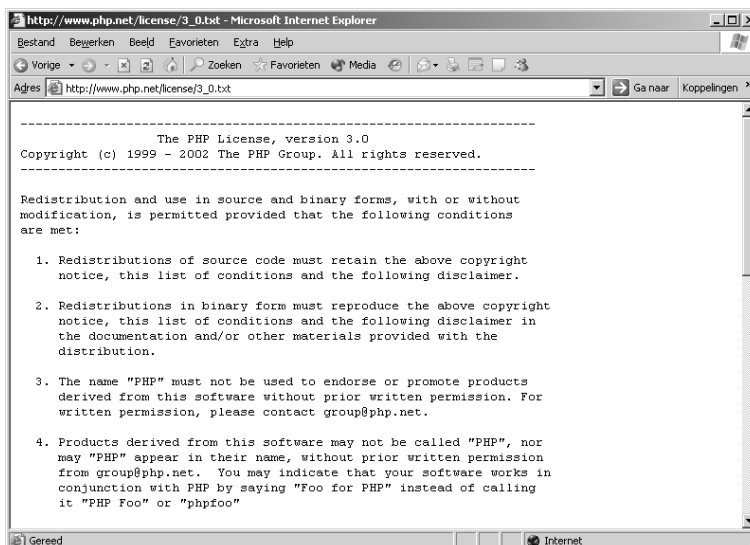 http://www.php.net/license/3_0.txt - Microsoft Internet Explorer
Bestand Bewerken Beeld Favorieten Extra Help
Vorige Zoeken Favorieten Media
Adres http://www.php.net/license/3_0.txt Ga naar Koppelingen »
--------------------------------------------------------------------
The PHP License, version 3.0
Copyright (c) 1999 - 2002 The PHP Group. All rights reserved.
--------------------------------------------------------------------
Redistribution and use in source and binary forms, with or without
modification, is permitted provided that the following conditions
are met:
1. Redistributions of source code must retain the above copyright
notice, this list of conditions and the following disclaimer.
2. Redistributions in binary form must reproduce the above copyright
notice, this list of conditions and the following disclaimer in
the documentation and/or other materials provided with the
distribution.
3. The name "PHP" must not be used to endorse or promote products
derived from this software without prior written permission. For
written permission, please contact group@php.net.
4. Products derived from this software may not be called "PHP", nor
may "PHP" appear in their name, without prior written permission
from group@php.net. You may indicate that your software works in
conjunction with PHP by saying "Foo for PHP" instead of calling
it "PHP Foo" or "phpfoo"
Gereed Internet